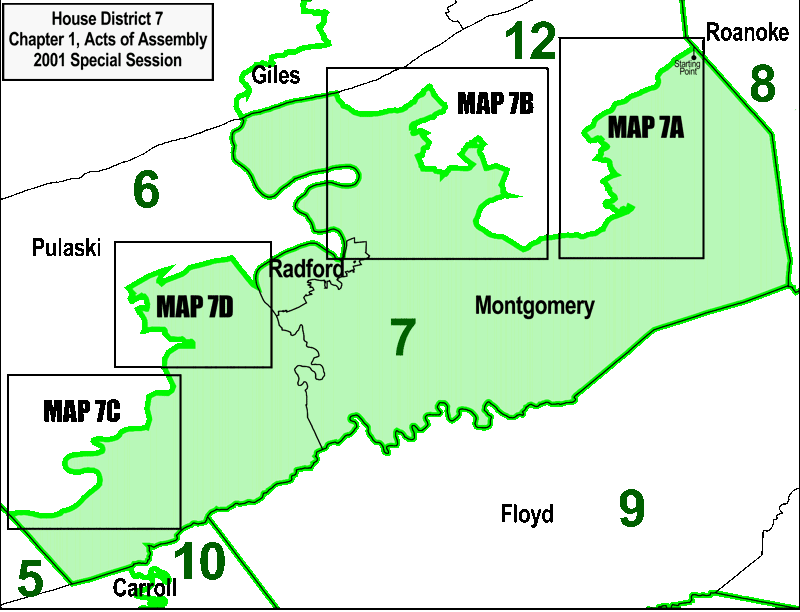 House District 7
Chapter 1, Acts of Assembly
2001 Special Session
12
Roanoke
Giles
Starting
Point
8
MAP 7B
MAP 7A
6
Pulaski
Radford
MAP 7D
Montgomery
7
MAP 7C
Floyd
9
10
5
Carroll